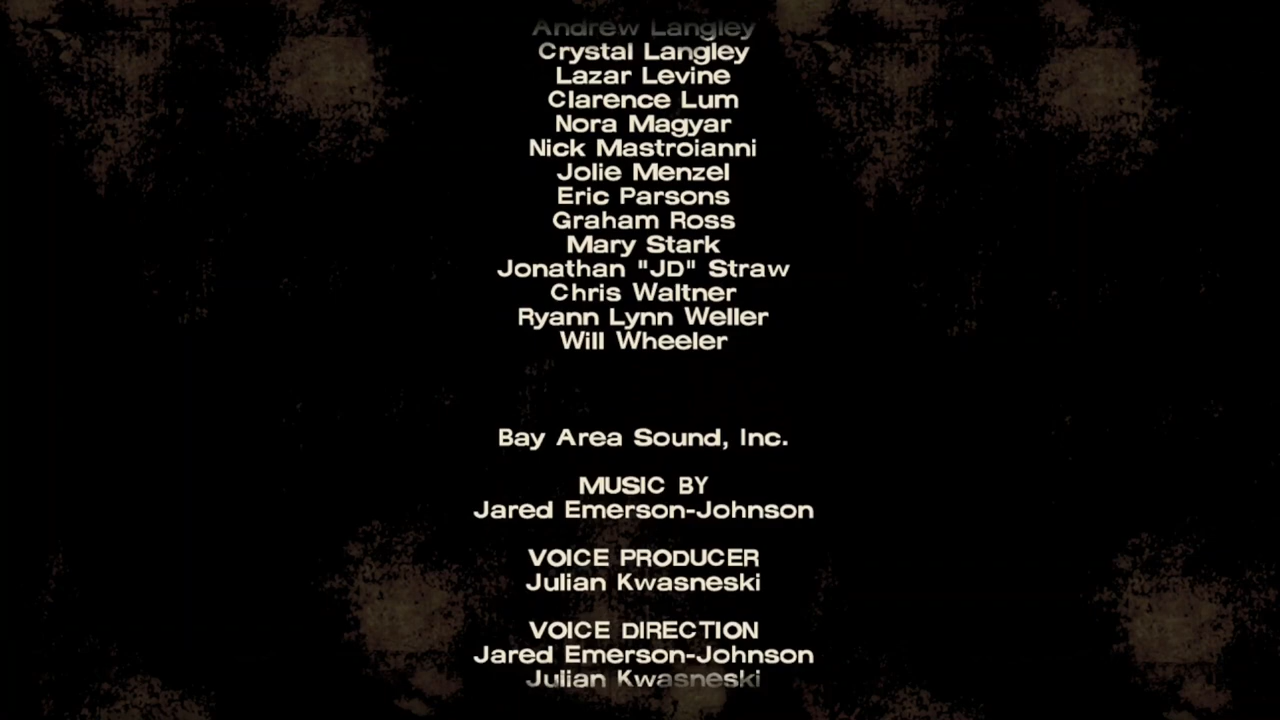 Andrew Langley
Crystal Langley
Lazar Levine
Clarence Lum
Nora Magyar
Nick Mastroianni
Jolie Menzel
Eric Parsons
Graham Ross
Mary Stark
Jonathan "JD" Straw
Chris Waltner
Ryann Lynn Weller
Will Wheeler
Bay Area Sound, Inc.
MUSIC BY
Jared Emerson-Johnson
VOICE PRODUCER
Julian Kwasneski
VOICE DIRECTION
Jared Emerson-Johnson
Julian Kwasneski